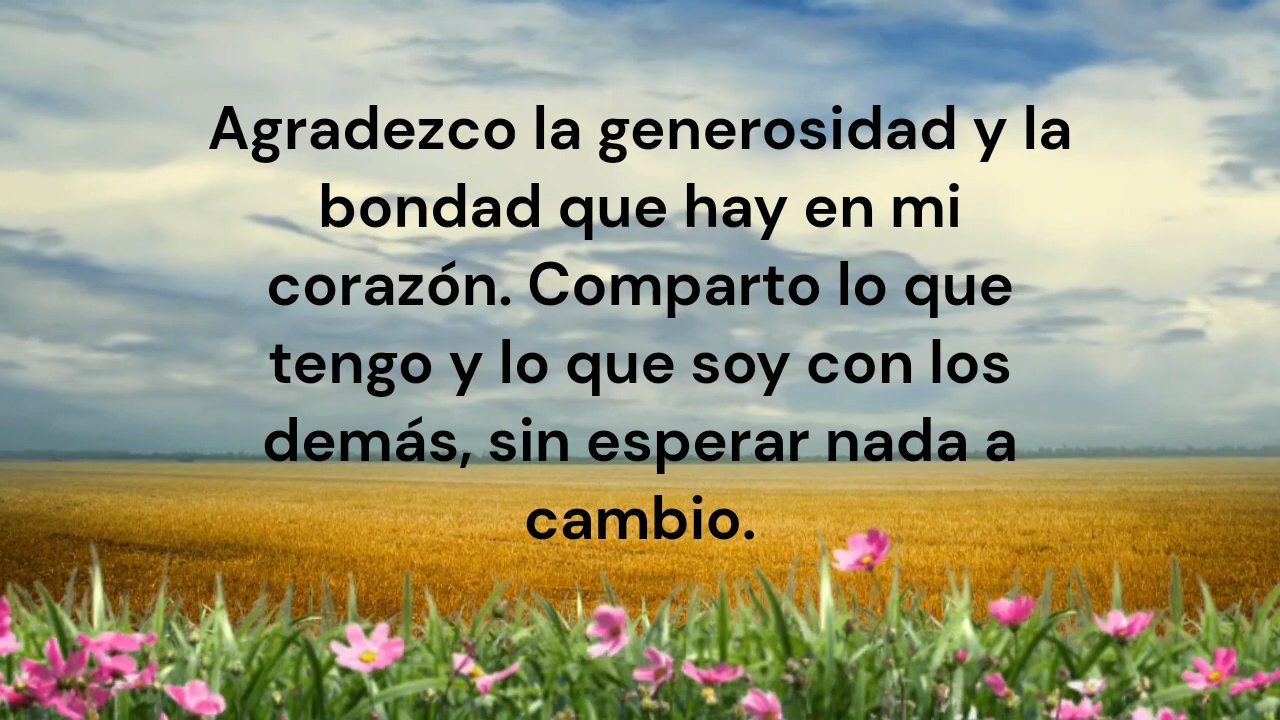 Agradezco la generosidad y la
bondad que hay en mi
corazón. Comparto lo que
tengo y lo que soy con los
demás, sin esperar nada a
cambio.